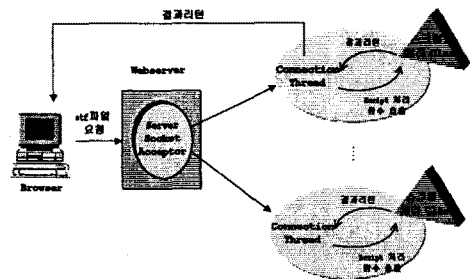 결과리턴
Webserver
stf파일
요청
Server
Socket
Acceptor
Browser
결과리턴
Connection
Thread
Script 처리
함수 호출
결과리턴
Connection
Thread
Script 처리
함수 호출